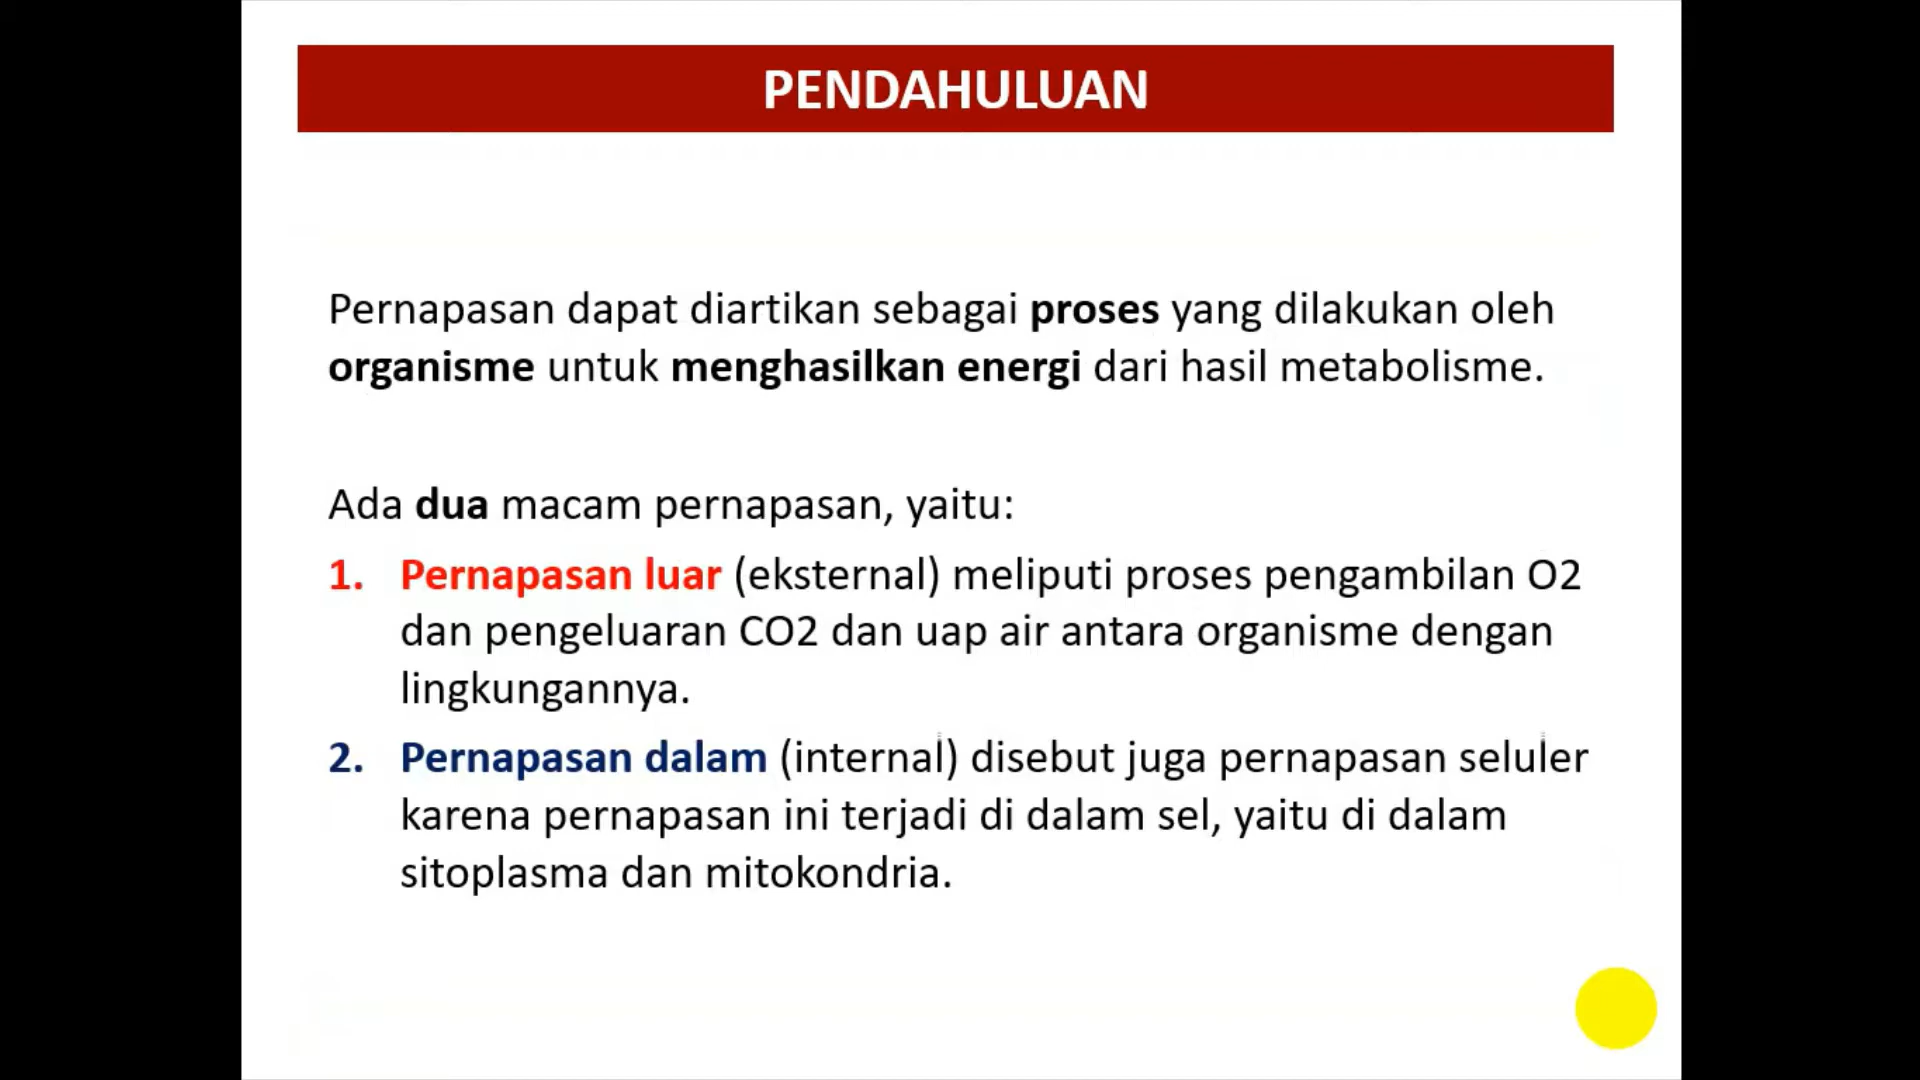 PENDAHULUAN
Pernapasan dapat diartikan sebagai proses yang dilakukan oleh
organisme untuk menghasilkan energi dari hasil metabolisme.
Ada dua macam pernapasan, yaitu:
1. Pernapasan luar (eksternal) meliputi proses pengambilan O2
dan pengeluaran CO2 dan uap air antara organisme dengan
lingkungannya.
2. Pernapasan dalam (internal) disebut juga pernapasan seluler
karena pernapasan ini terjadi di dalam sel, yaitu di dalam
sitoplasma dan mitokondria.